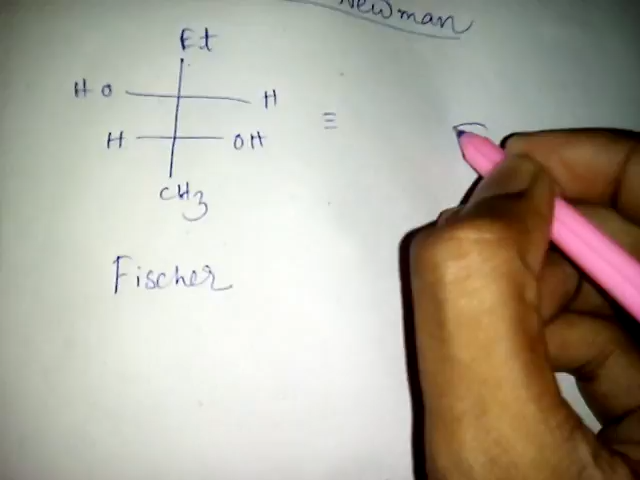 Newman
Et
HO H
≡
H OH
CH3
Fischer